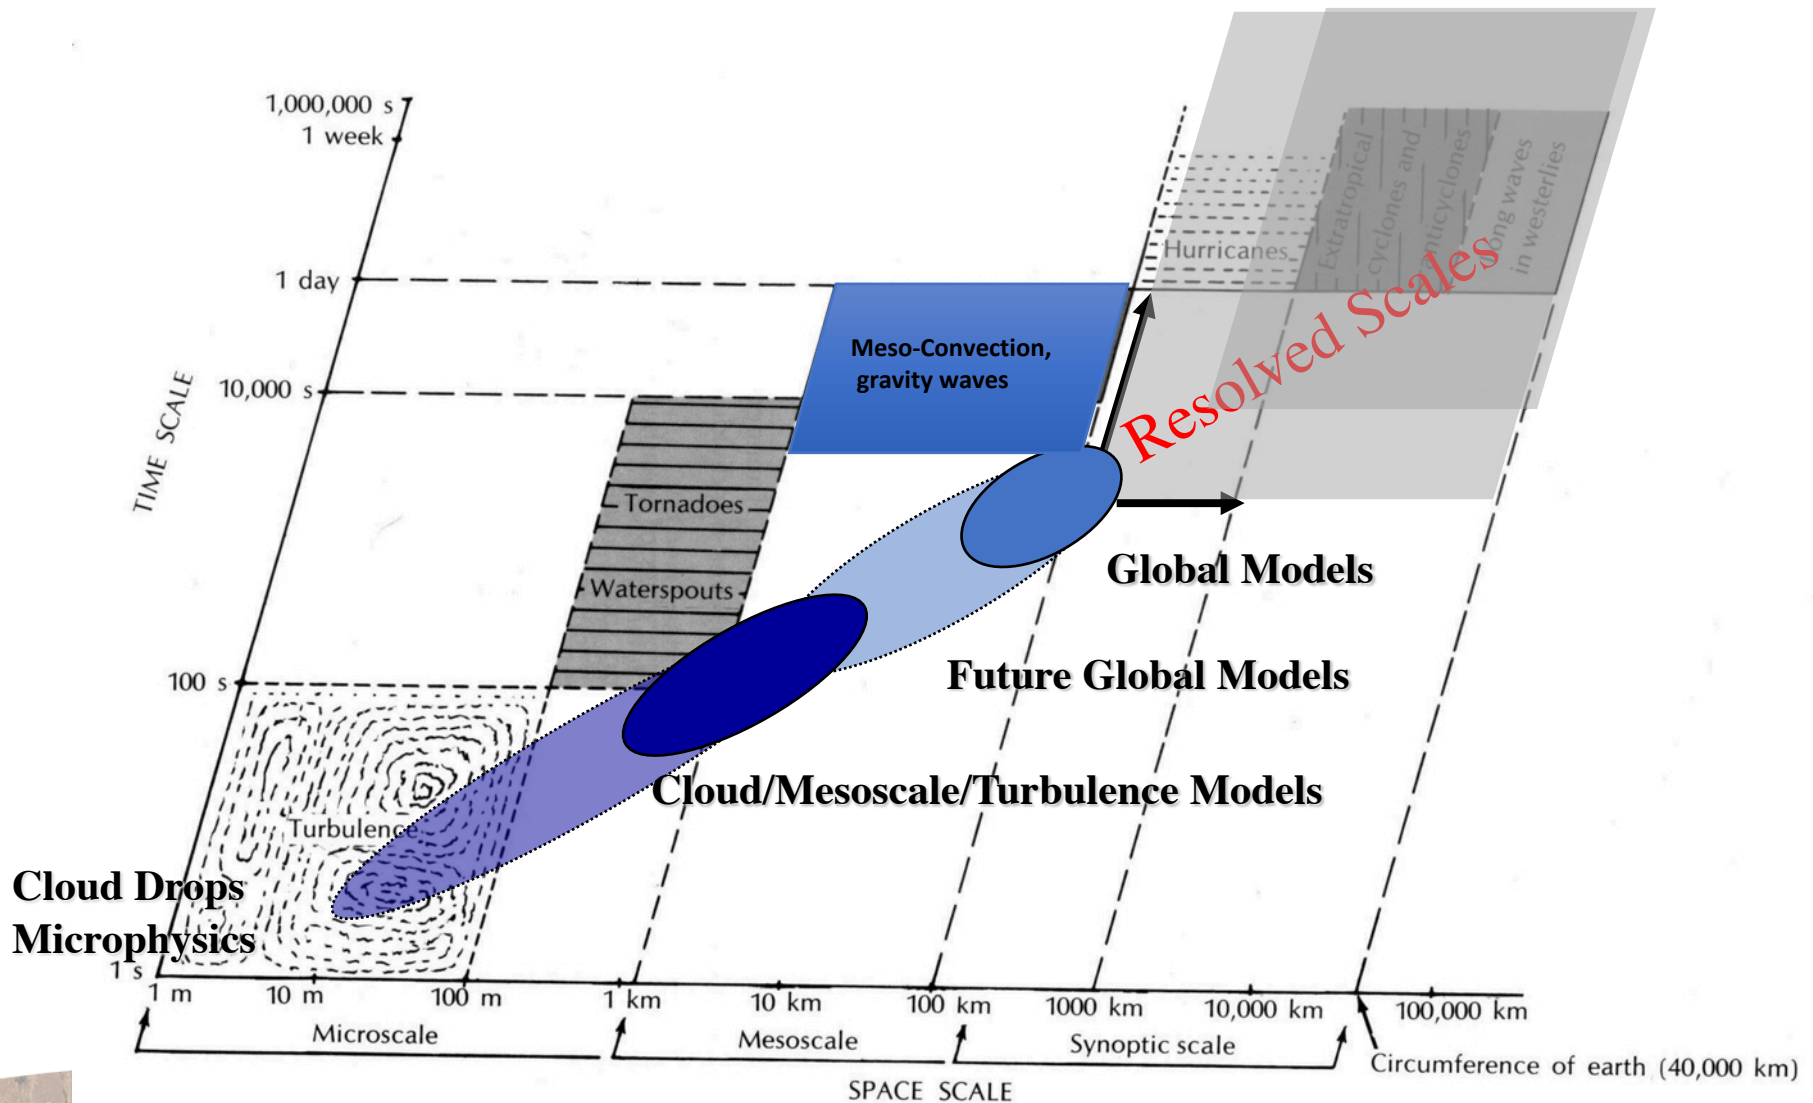 1,000,000 s
1 week
1 day
10,000 s
100 s
1 s
TIME SCALE
Hurricanes
Extratropical
cyclones and
anticyclones
Long waves
in westerlies
Resolved Scales
Meso-Convection,
gravity waves
Tornadoes
Waterspouts
Global Models
Future Global Models
Cloud/Mesoscale/Turbulence Models
Turbulence
Cloud Drops
Microphysics
1 m
10 m
100 m
1 km
10 km
100 km
1000 km
10,000 km
100,000 km
Microscale
Mesoscale
Synoptic scale
Circumference of earth (40,000 km)
SPACE SCALE